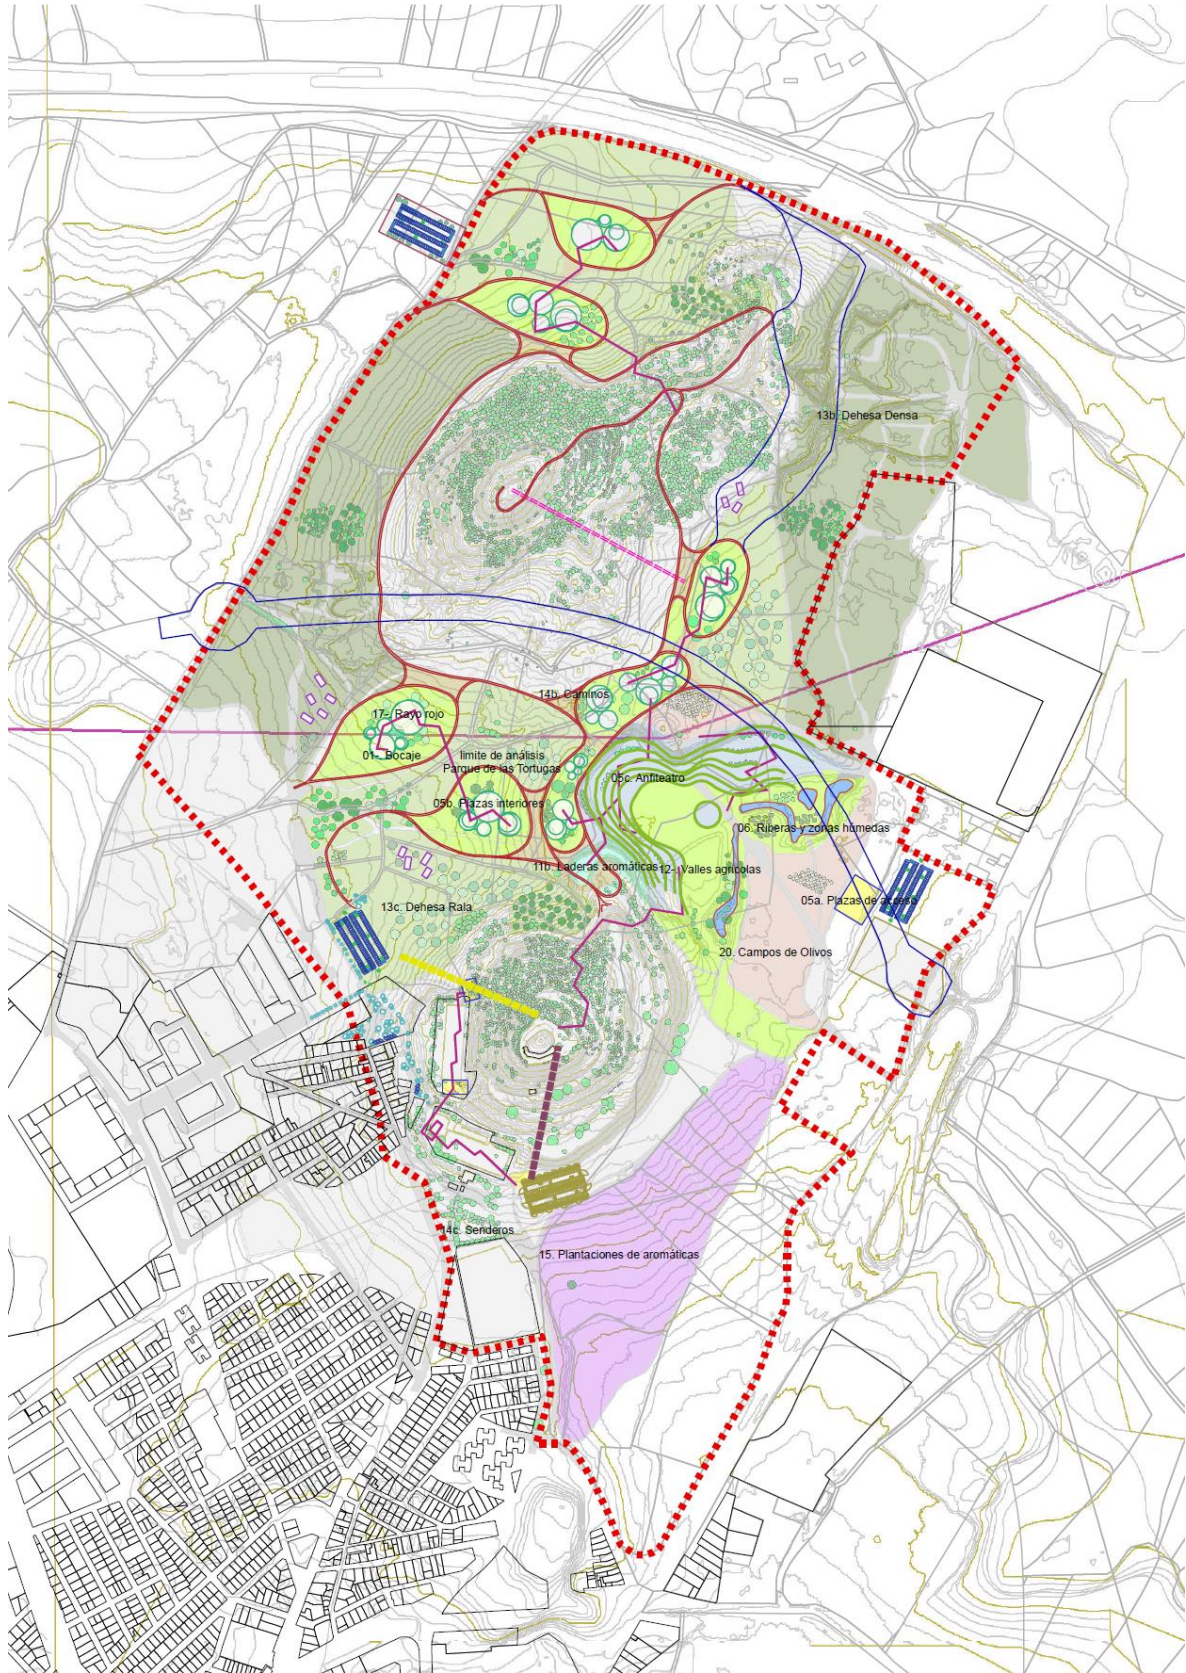 13b. Dehesa Densa
14b. Caminos
17-. Rayo rojo
01-. Bocaje
limite de análisis
Parque de las Tortugas
05c. Anfiteatro
05b. Plazas interiores
06. Riberas y zonas húmedas
11b. Laderas aromáticas
12-. Valles agrícolas
05a. Plazas de acceso
13c. Dehesa Rala
20. Campos de Olivos
14c. Senderos
15. Plantaciones de aromáticas